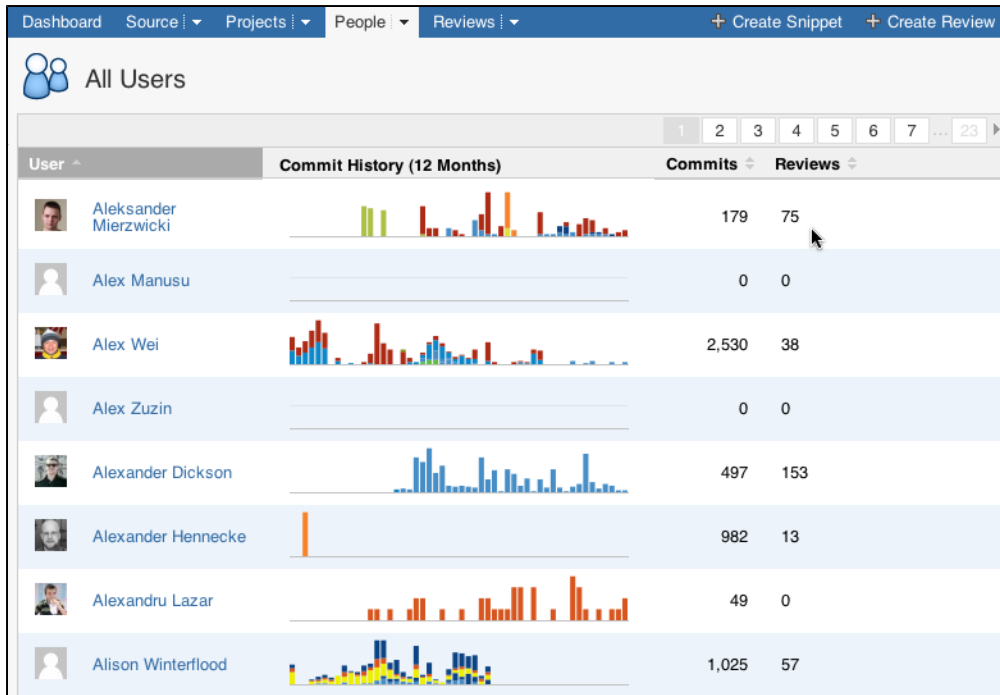 Dashboard Source Projects People Reviews + Create Snippet + Create Review
All Users
1 2 3 4 5 6 7 ... 23
User Commit History (12 Months) Commits Reviews
Aleksander
Mierzwicki 179 75
Alex Manusu 0 0
Alex Wei 2,530 38
Alex Zuzin 0 0
Alexander Dickson 497 153
Alexander Hennecke 982 13
Alexandru Lazar 49 0
Alison Winterflood 1,025 57